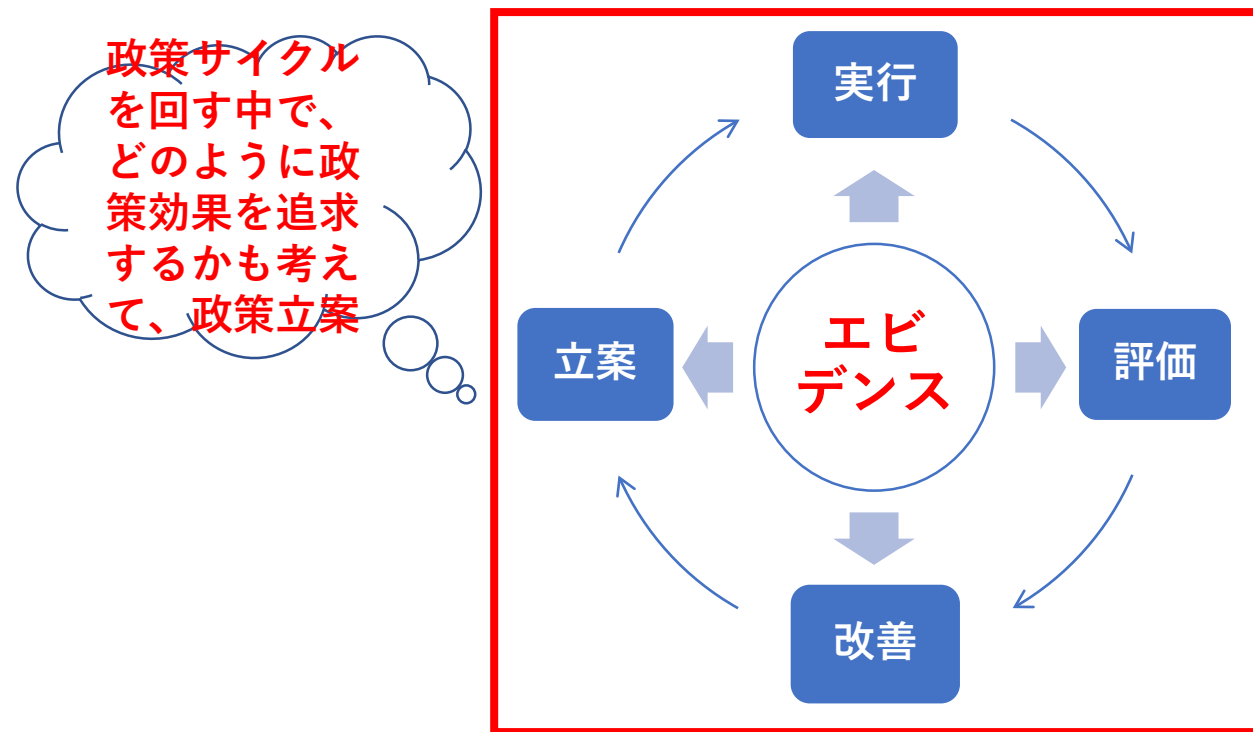 政策サイクル
を回す中で、
どのように政
策効果を追求
するかも考え
て、政策立案
実行
立案
エビ
デンス
評価
改善